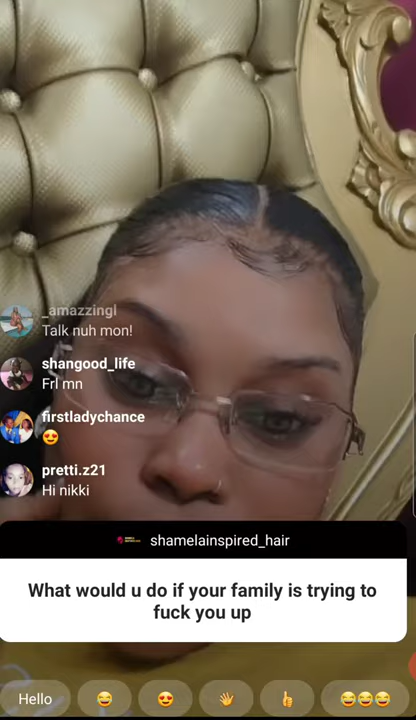 _amazzingl
Talk nuh mon!
shangood_life
Frl mn
firstladychance
😍
pretti.z21
Hi nikki
shamelainspired_hair
What would u do if your family is trying to
fuck you up
Hello 😂 😍 👋 👍 😂😂😂